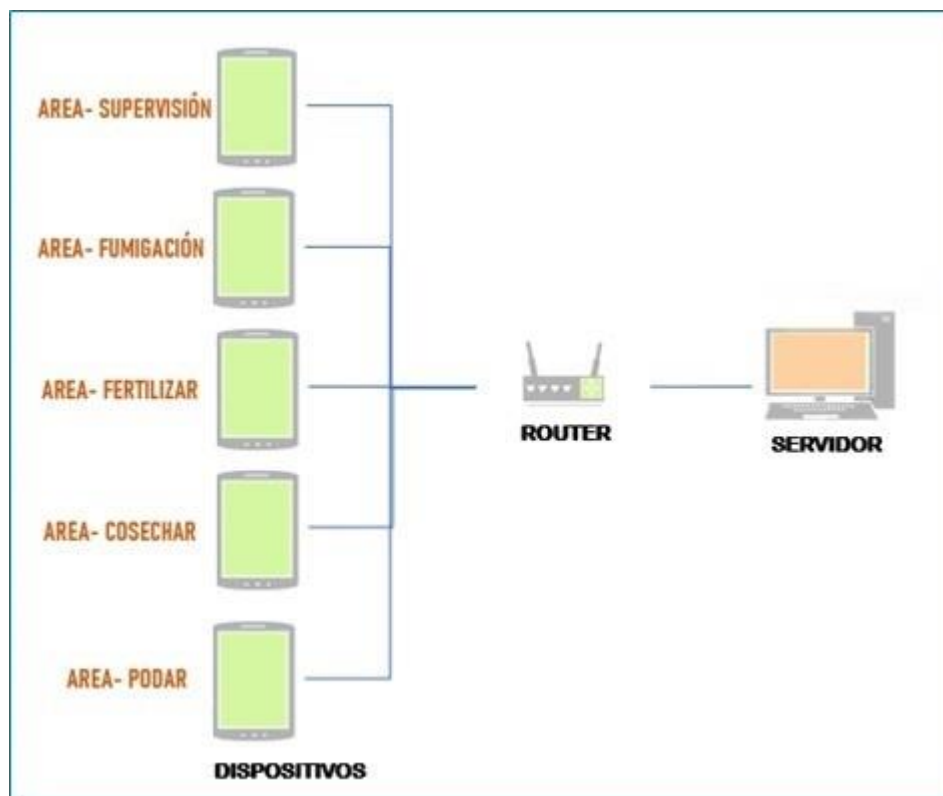 AREA- SUPERVISIÓN
AREA- FUMIGACIÓN
AREA- FERTILIZAR
AREA- COSECHAR
AREA- PODAR
DISPOSITIVOS
ROUTER
SERVIDOR